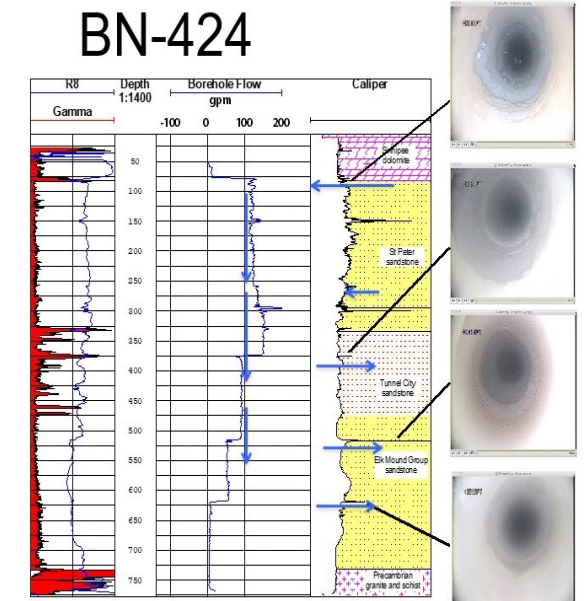 BN-424
R8
Depth
1:1400
Borehole Flow
gpm
Caliper
Gamma
-100 0 100 200
50
100
150
200
250
300
350
400
450
500
550
600
650
700
750
dolomite
St Peter
sandstone
Tunnel City
sandstone
Elk Mound Group
sandstone
Precambrian
granite and schist